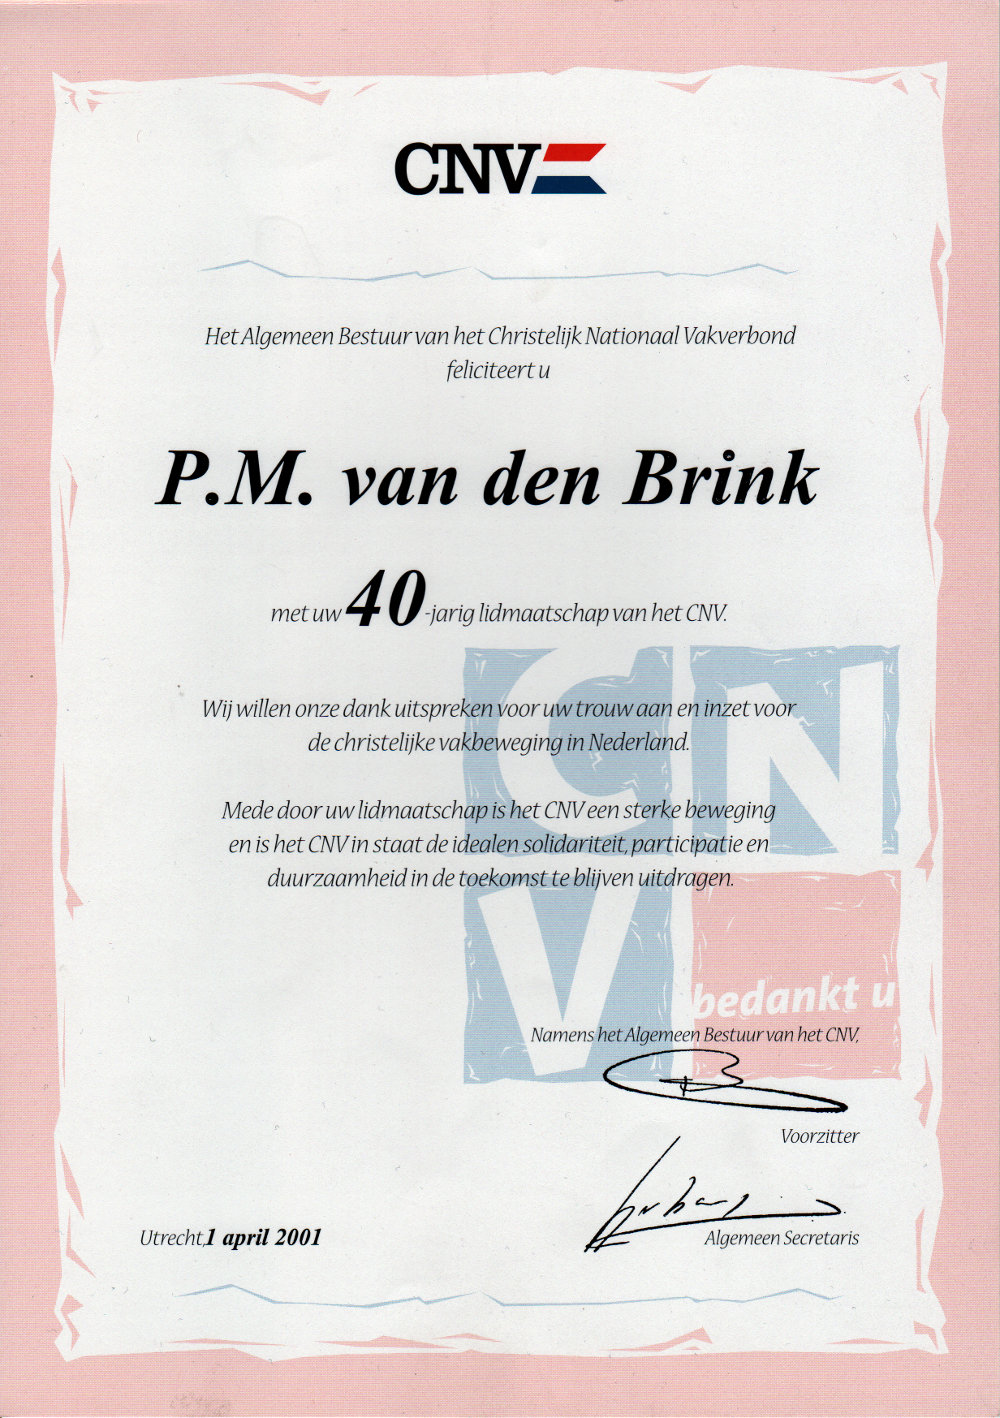 CNV
Het Algemeen Bestuur van het Christelijk Nationaal Vakverbond
feliciteert u
P.M. van den Brink
met uw 40-jarig lidmaatschap van het CNV.
Wij willen onze dank uitspreken voor uw trouw aan en inzet voor
de christelijke vakbeweging in Nederland.
Mede door uw lidmaatschap is het CNV een sterke beweging
en is het CNV in staat de idealen solidariteit, participatie en
duurzaamheid in de toekomst te blijven uitdragen.
CN
V
bedankt u
Namens het Algemeen Bestuur van het CNV,
Voorzitter
Utrecht, 1 april 2001
Algemeen Secretaris